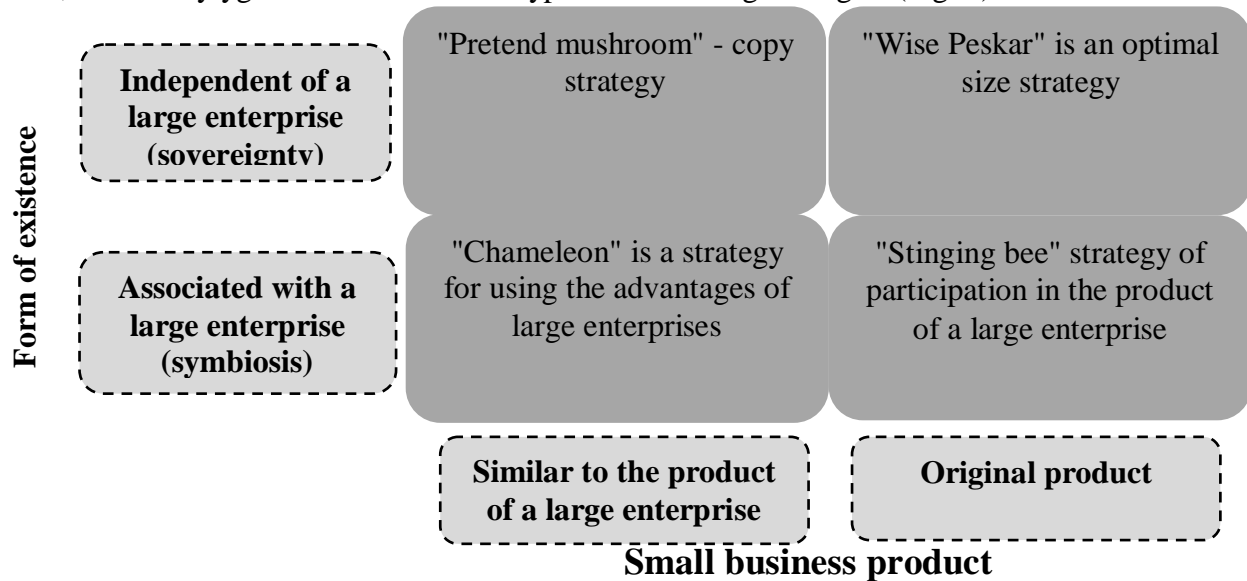 "Pretend mushroom" - copy
strategy
"Wise Peskar" is an optimal
size strategy
Independent of a
large enterprise
(sovereignty)
Form of existence
"Chameleon" is a strategy
for using the advantages of
large enterprises
"Stinging bee" strategy of
participation in the product
of a large enterprise
Associated with a
large enterprise
(symbiosis)
Similar to the product
of a large enterprise
Original product
Small business product